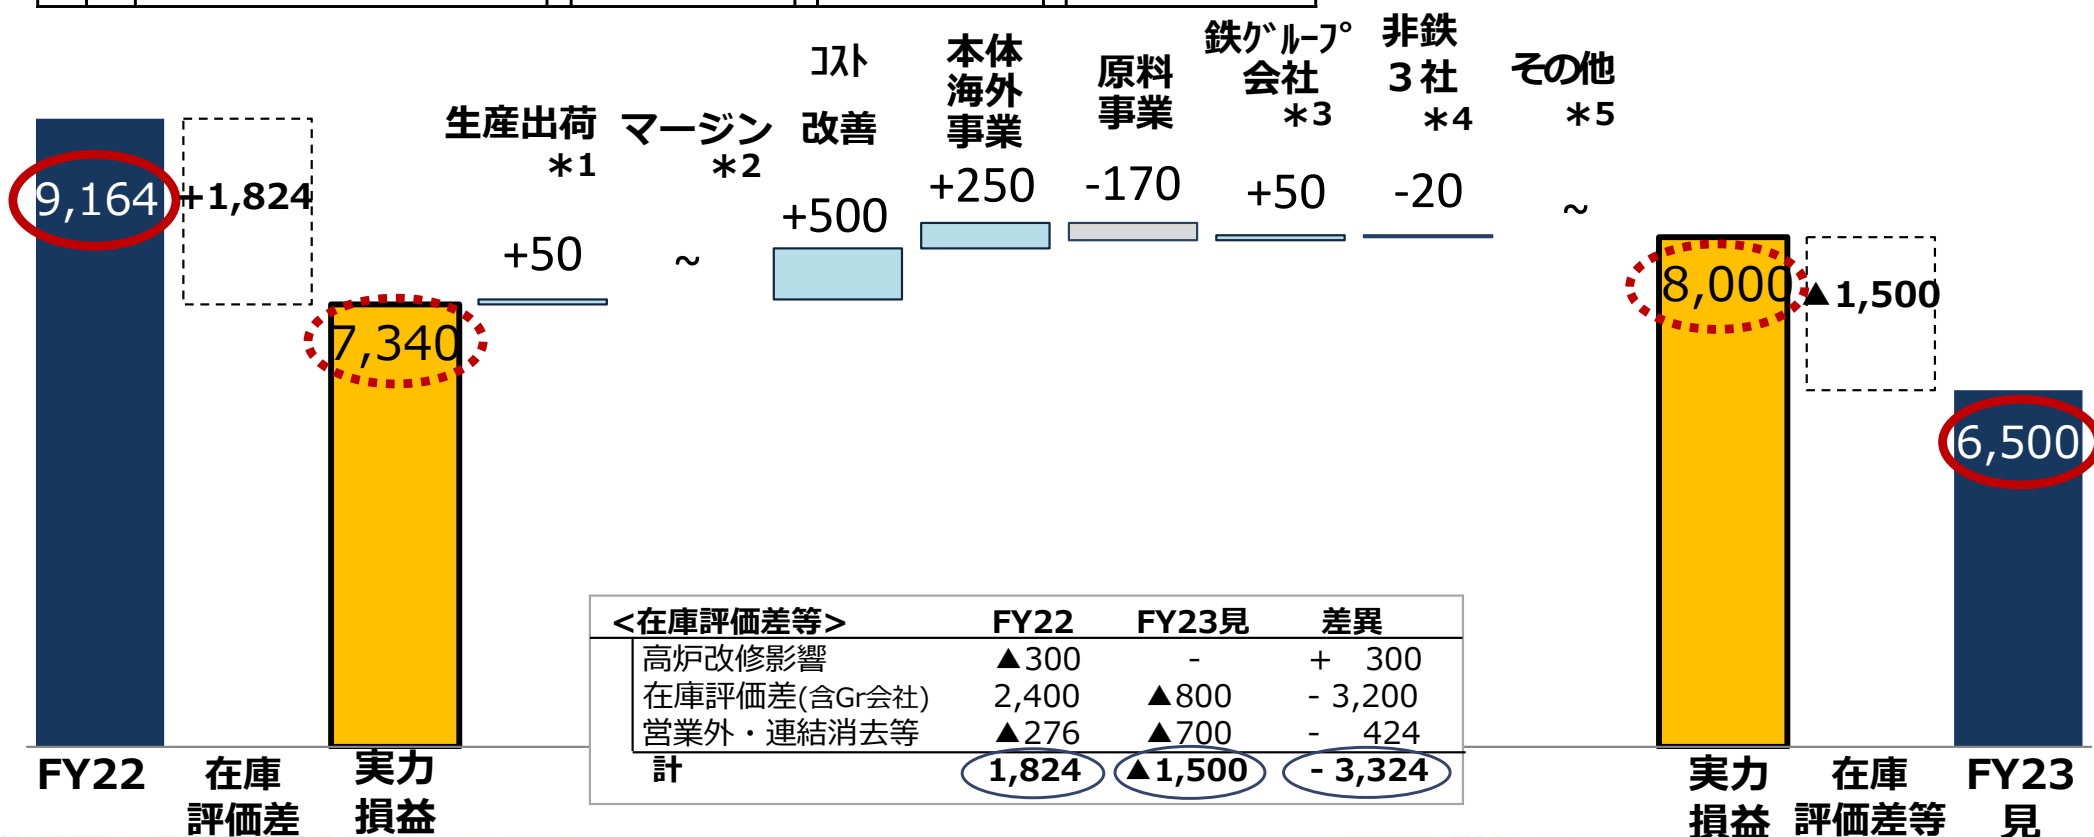 コスト
改善
本体
海外
事業
原料
事業
鉄グループ
会社
*3
非鉄
3社
*4
その他
*5
生産出荷
*1
マージン
*2
9,164
+1,824
7,340
+50
~
+500
+250
-170
+50
-20
~
8,000
▲1,500
6,500
<在庫評価差等> FY22 FY23見 差異
高炉改修影響 ▲300 - + 300
在庫評価差(含Gr会社) 2,400 ▲800 - 3,200
営業外・連結消去等 ▲276 ▲700 - 424
計 1,824 ▲1,500 - 3,324
FY22
在庫
評価差
実力
損益
実力
損益
在庫
評価差等
FY23
見